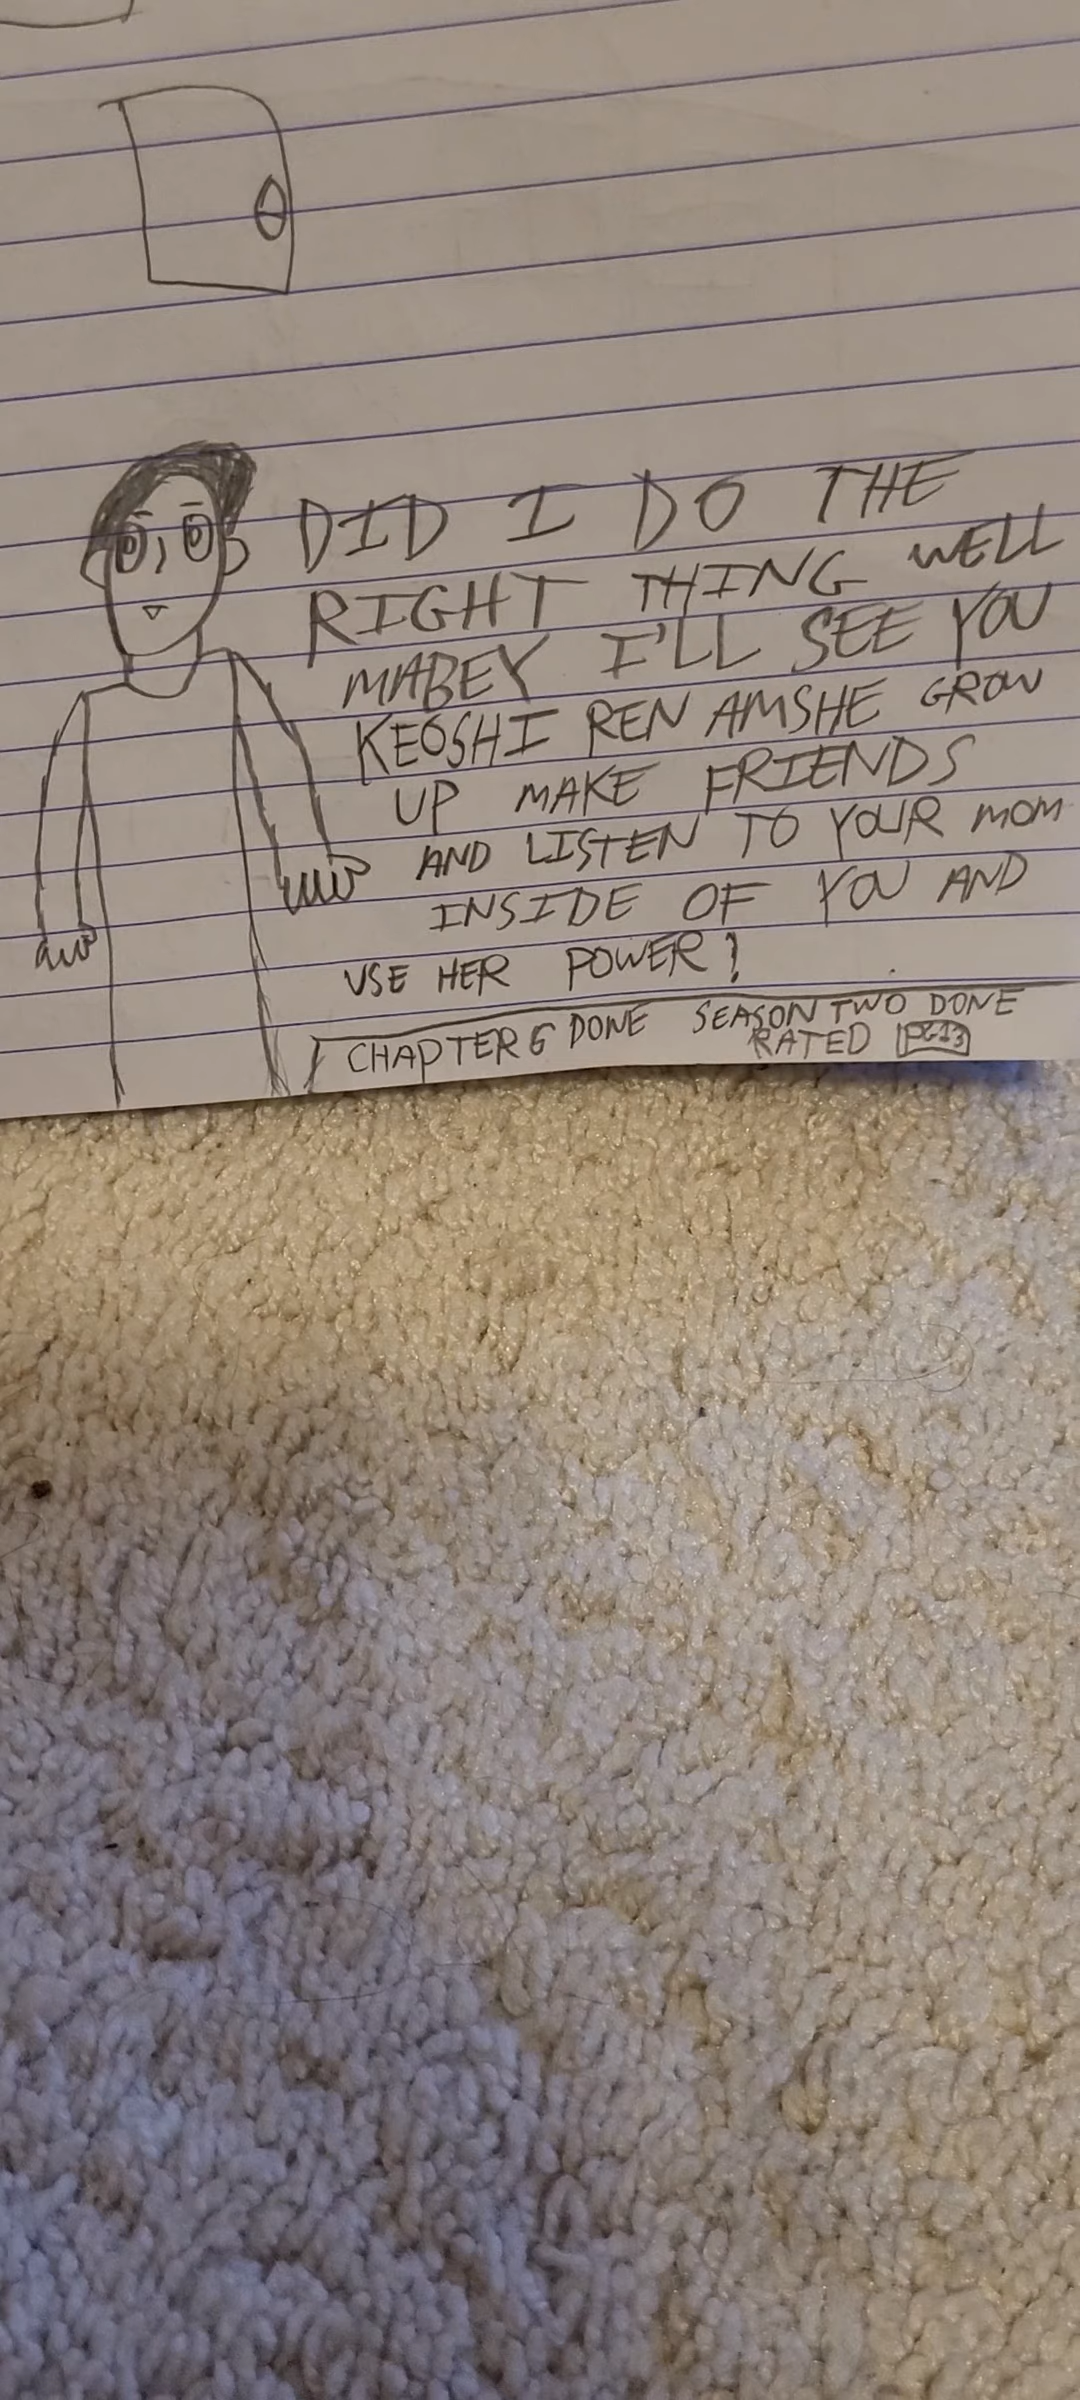 DID I DO THE
RIGHT THING WELL
MABEY I'LL SEE YOU
KEOSHI REN AMSHE GROW
UP MAKE FRIENDS
AND LISTEN TO YOUR MOM
INSIDE OF YOU AND
USE HER POWER!
CHAPTER 6 DONE SEASON TWO DONE
RATED PG13